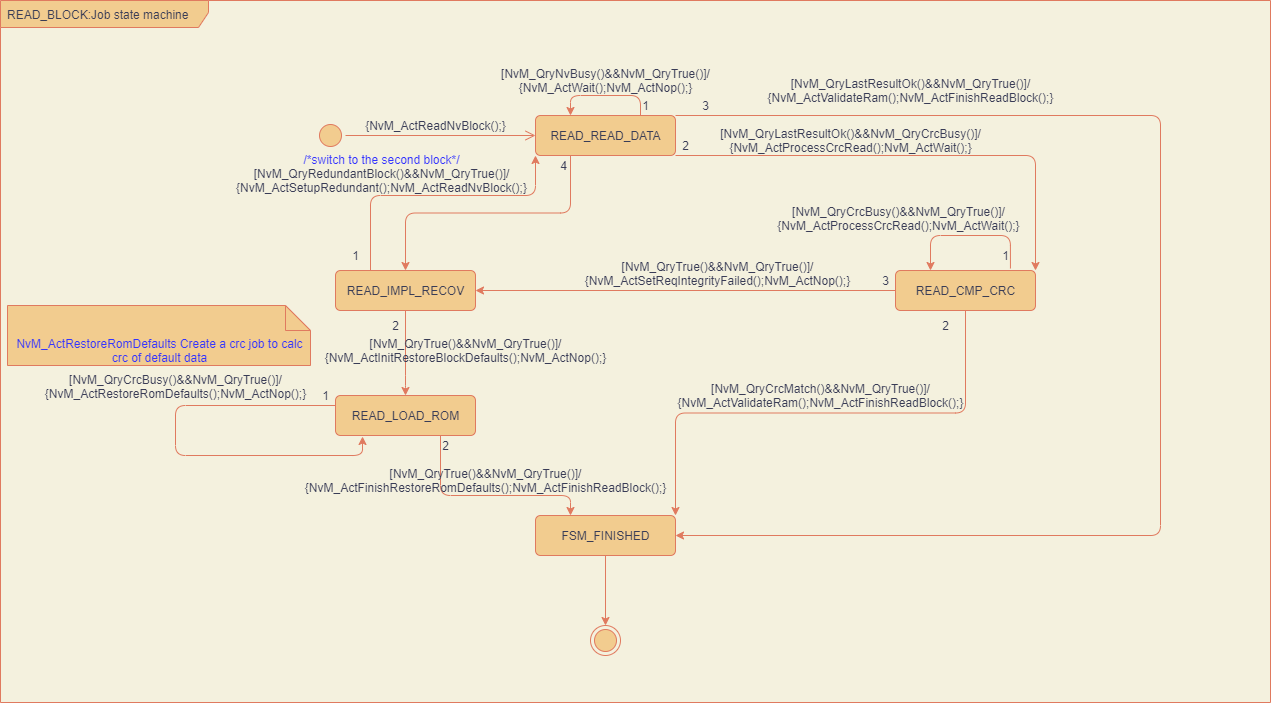 READ_BLOCK:Job state machine
[NvM_QryNvBusy()&&NvM_QryTrue()]/
{NvM_ActWait();NvM_ActNop();}
1
3
[NvM_QryLastResultOk()&&NvM_QryTrue()]/
{NvM_ActValidateRam();NvM_ActFinishReadBlock();}
{NvM_ActReadNvBlock();}
READ_READ_DATA
2
[NvM_QryLastResultOk()&&NvM_QryCrcBusy()]/
{NvM_ActProcessCrcRead();NvM_ActWait();}
/*switch to the second block*/
[NvM_QryRedundantBlock()&&NvM_QryTrue()]/
{NvM_ActSetupRedundant();NvM_ActReadNvBlock();}
4
[NvM_QryCrcBusy()&&NvM_QryTrue()]/
{NvM_ActProcessCrcRead();NvM_ActWait();}
1
1
READ_IMPL_RECOV
[NvM_QryTrue()&&NvM_QryTrue()]/
{NvM_ActSetReqIntegrityFailed();NvM_ActNop();}
3
READ_CMP_CRC
2
2
NvM_ActRestoreRomDefaults Create a crc job to calc
crc of default data
[NvM_QryTrue()&&NvM_QryTrue()]/
{NvM_ActInitRestoreBlockDefaults();NvM_ActNop();}
[NvM_QryCrcBusy()&&NvM_QryTrue()]/
{NvM_ActRestoreRomDefaults();NvM_ActNop();}
1
READ_LOAD_ROM
[NvM_QryCrcMatch()&&NvM_QryTrue()]/
{NvM_ActValidateRam();NvM_ActFinishReadBlock();}
2
[NvM_QryTrue()&&NvM_QryTrue()]/
{NvM_ActFinishRestoreRomDefaults();NvM_ActFinishReadBlock();}
FSM_FINISHED